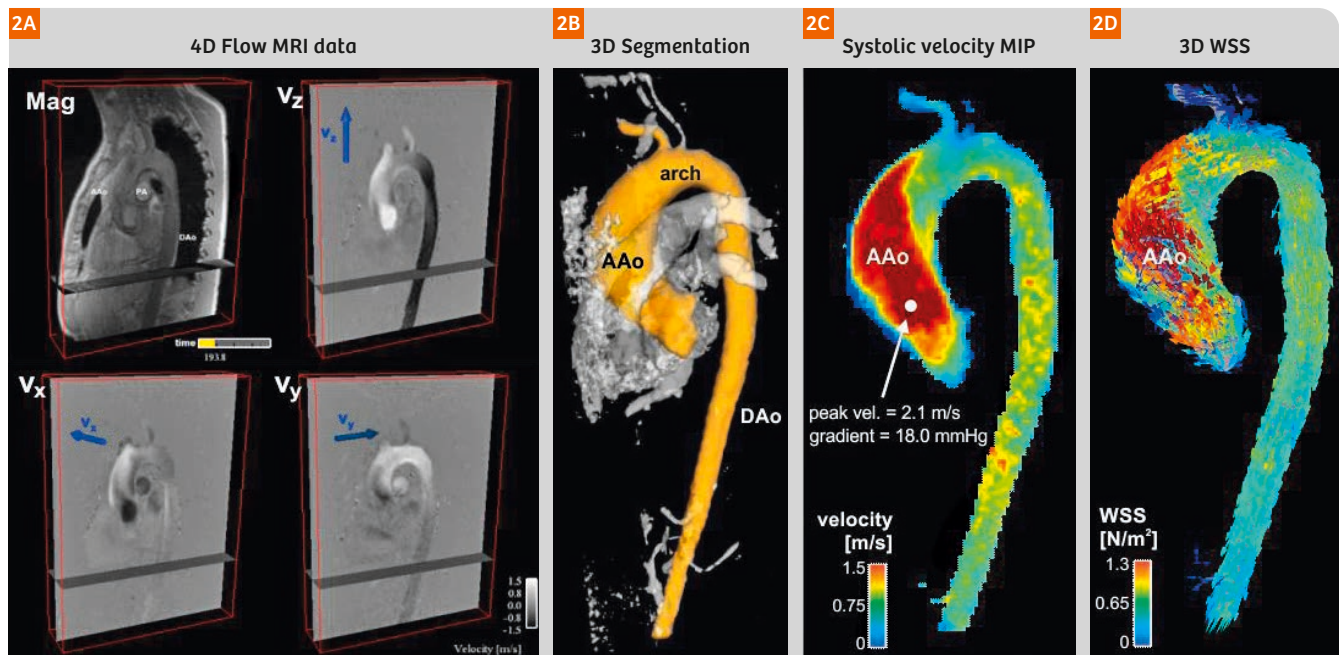 2A
4D Flow MRI data
Mag
AAo
PA
DAo
time
193.8
Vz
vz
Vx
vx
Vy
vy
1.5
0.8
-0.0
-0.8
-1.5
Velocity [m/s]
2B
3D Segmentation
arch
AAo
DAo
2C
Systolic velocity MIP
AAo
peak vel. = 2.1 m/s
gradient = 18.0 mmHg
velocity
[m/s]
1.5
0.75
0
2D
3D WSS
AAo
WSS
[N/m²]
1.3
0.65
0